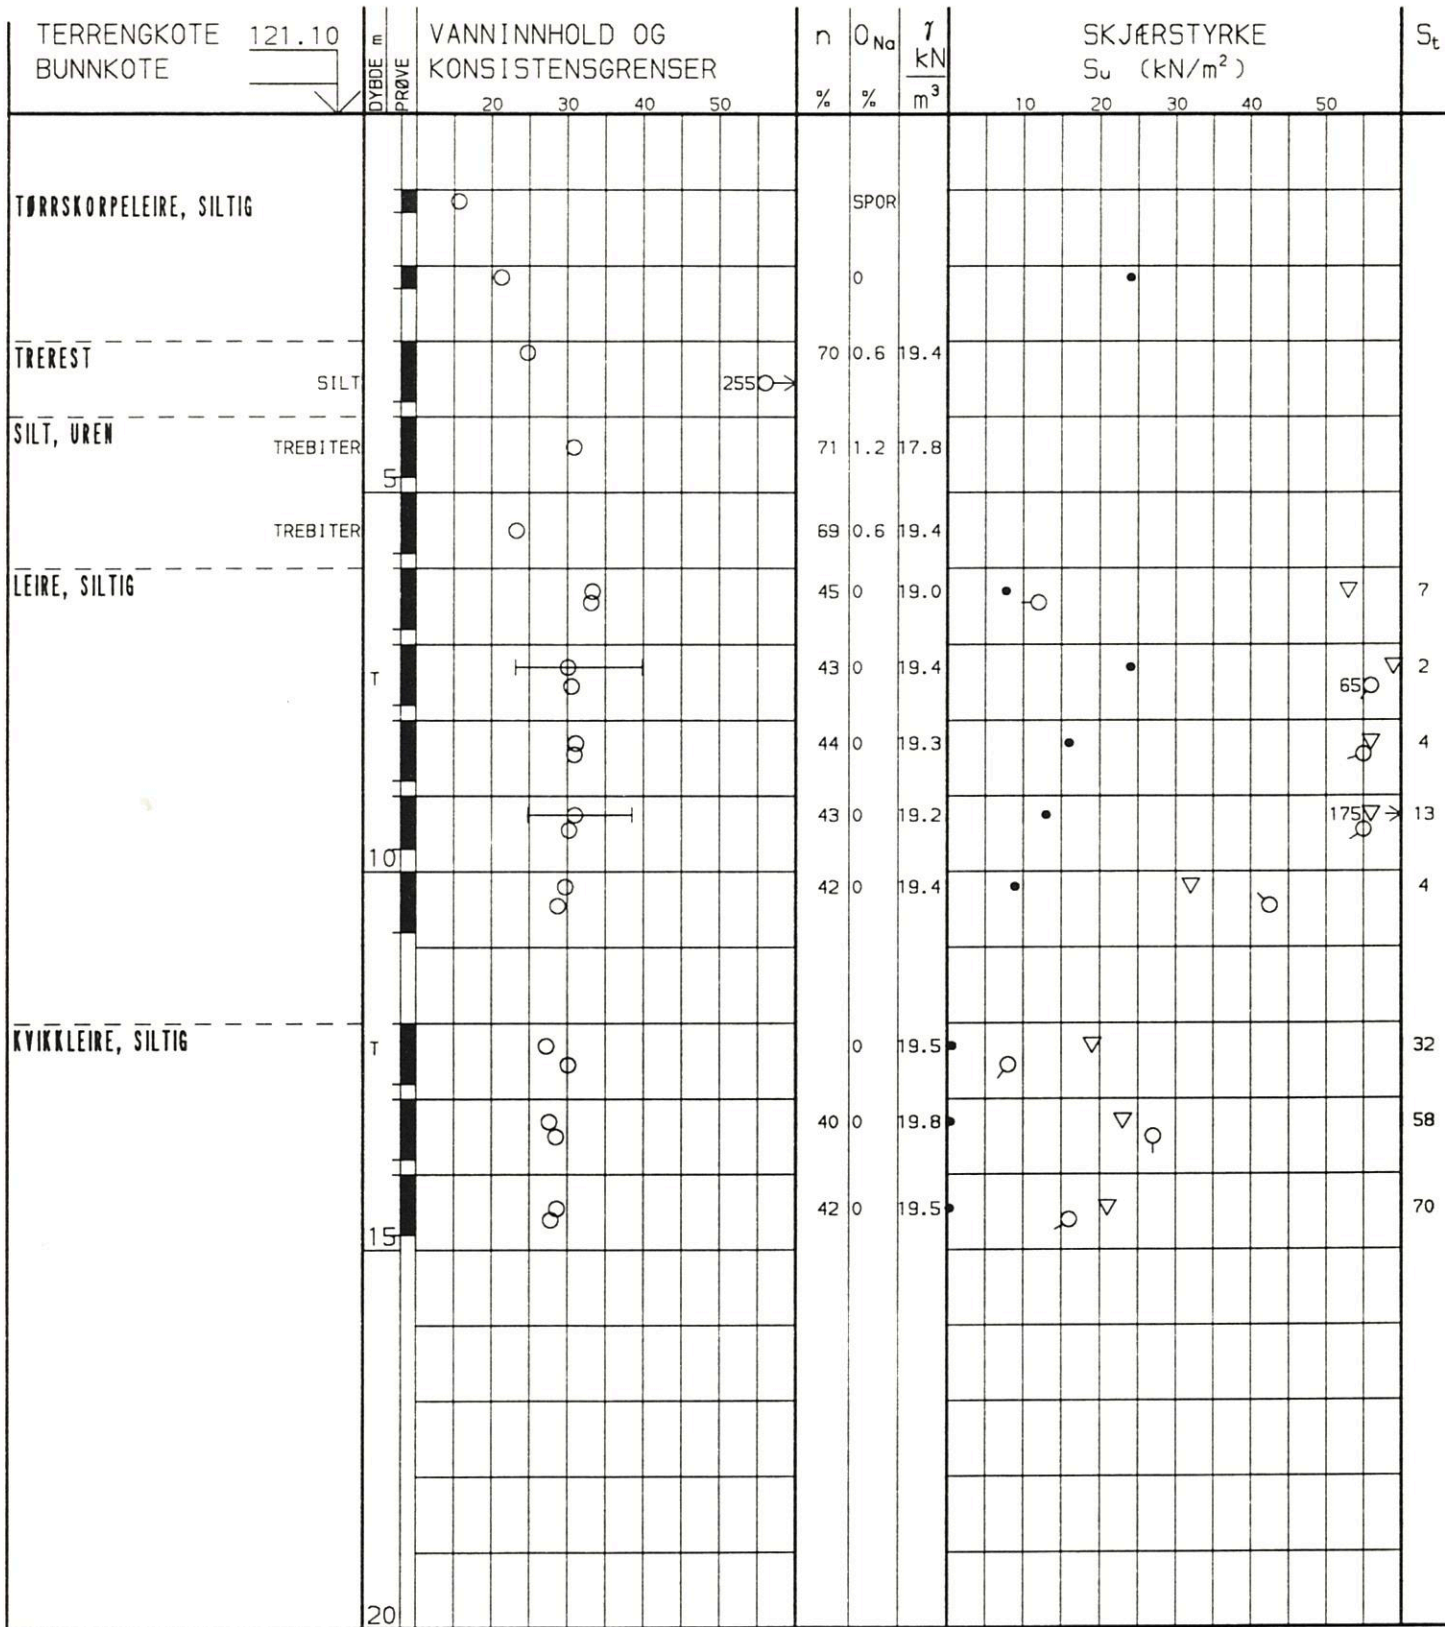 TERRENGKOTE 121.10
BUNNKOTE
DYBDE m
PRØVE
VANNINNHOLD OG
KONSISTENSGRENSER
20 30 40 50
n
%
O Na
%
γ
kN
m³
SKJÆRSTYRKE
Su (kN/m²)
10 20 30 40 50
St
TØRRSKORPELEIRE, SILTIG SPOR
0
TREREST 70 0.6 19.4
SILT 255
SILT, UREN
TREBITER 71 1.2 17.8
5
TREBITER 69 0.6 19.4
LEIRE, SILTIG 45 0 19.0 7
T 43 0 19.4 2
65
44 0 19.3 4
43 0 19.2 175 13
10
42 0 19.4 4
KVIKKLEIRE, SILTIG T 0 19.5 32
40 0 19.8 58
42 0 19.5 70
15
20